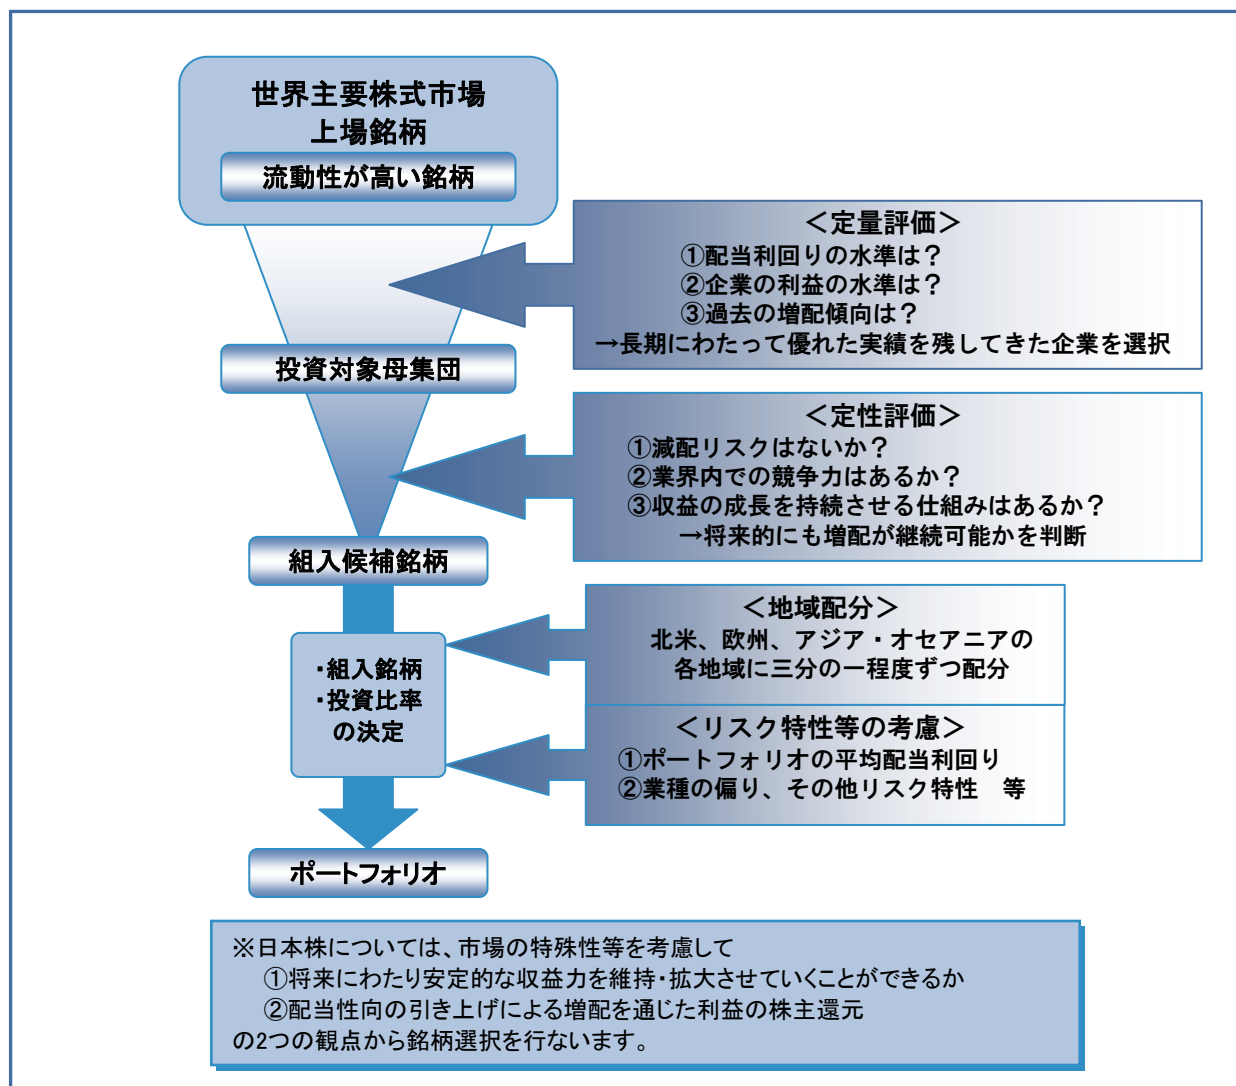 世界主要株式市場
上場銘柄
流動性が高い銘柄
＜定量評価＞
①配当利回りの水準は？
②企業の利益の水準は？
③過去の増配傾向は？
→長期にわたって優れた実績を残してきた企業を選択
投資対象母集団
＜定性評価＞
①減配リスクはないか？
②業界内での競争力はあるか？
③収益の成長を持続させる仕組みはあるか？
→将来的にも増配が継続可能かを判断
組入候補銘柄
＜地域配分＞
北米、欧州、アジア・オセアニアの
各地域に三分の一程度ずつ配分
・組入銘柄
・投資比率
の決定
＜リスク特性等の考慮＞
①ポートフォリオの平均配当利回り
②業種の偏り、その他リスク特性　等
ポートフォリオ
※日本株については、市場の特殊性等を考慮して
①将来にわたり安定的な収益力を維持・拡大させていくことができるか
②配当性向の引き上げによる増配を通じた利益の株主還元
の2つの観点から銘柄選択を行ないます。